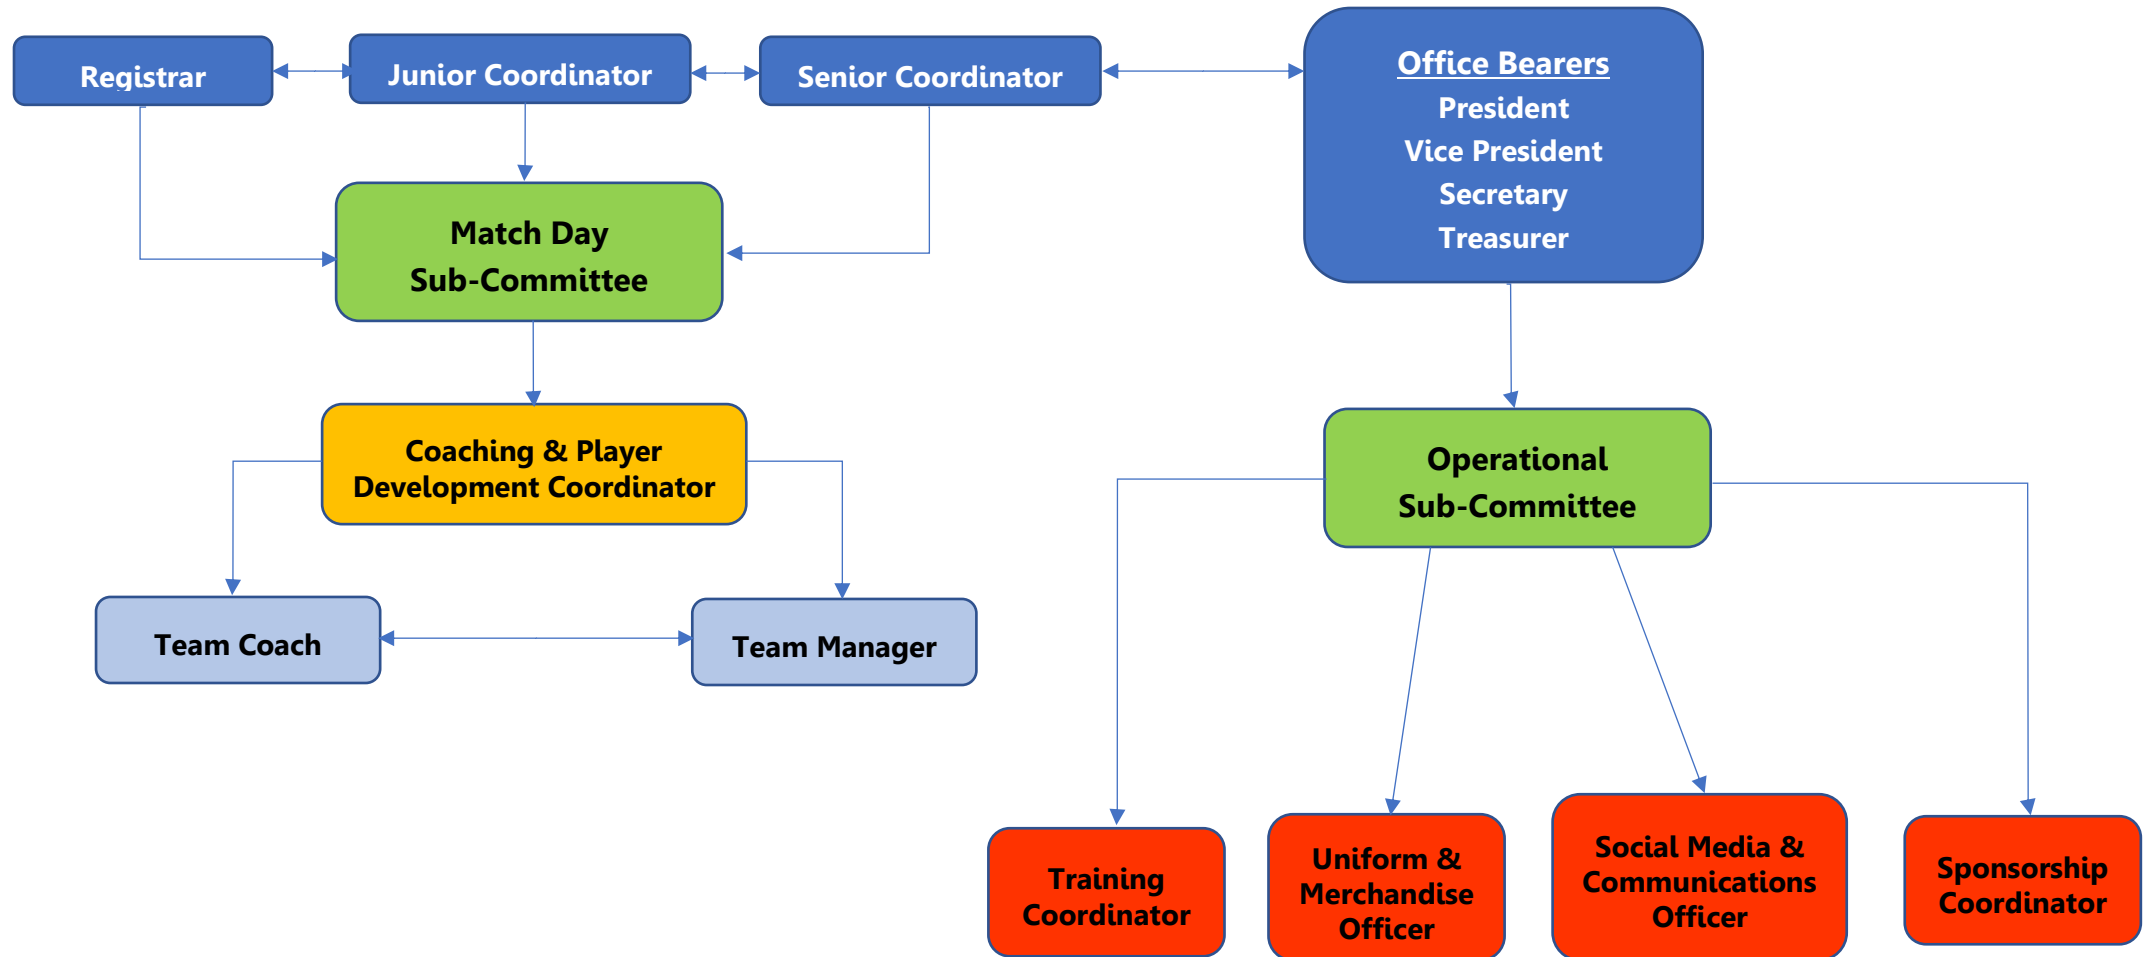 Registrar
Junior Coordinator
Senior Coordinator
Office Bearers
President
Vice President
Secretary
Treasurer
Match Day
Sub-Committee
Coaching & Player
Development Coordinator
Operational
Sub-Committee
Team Coach
Team Manager
Training
Coordinator
Uniform &
Merchandise
Officer
Social Media &
Communications
Officer
Sponsorship
Coordinator